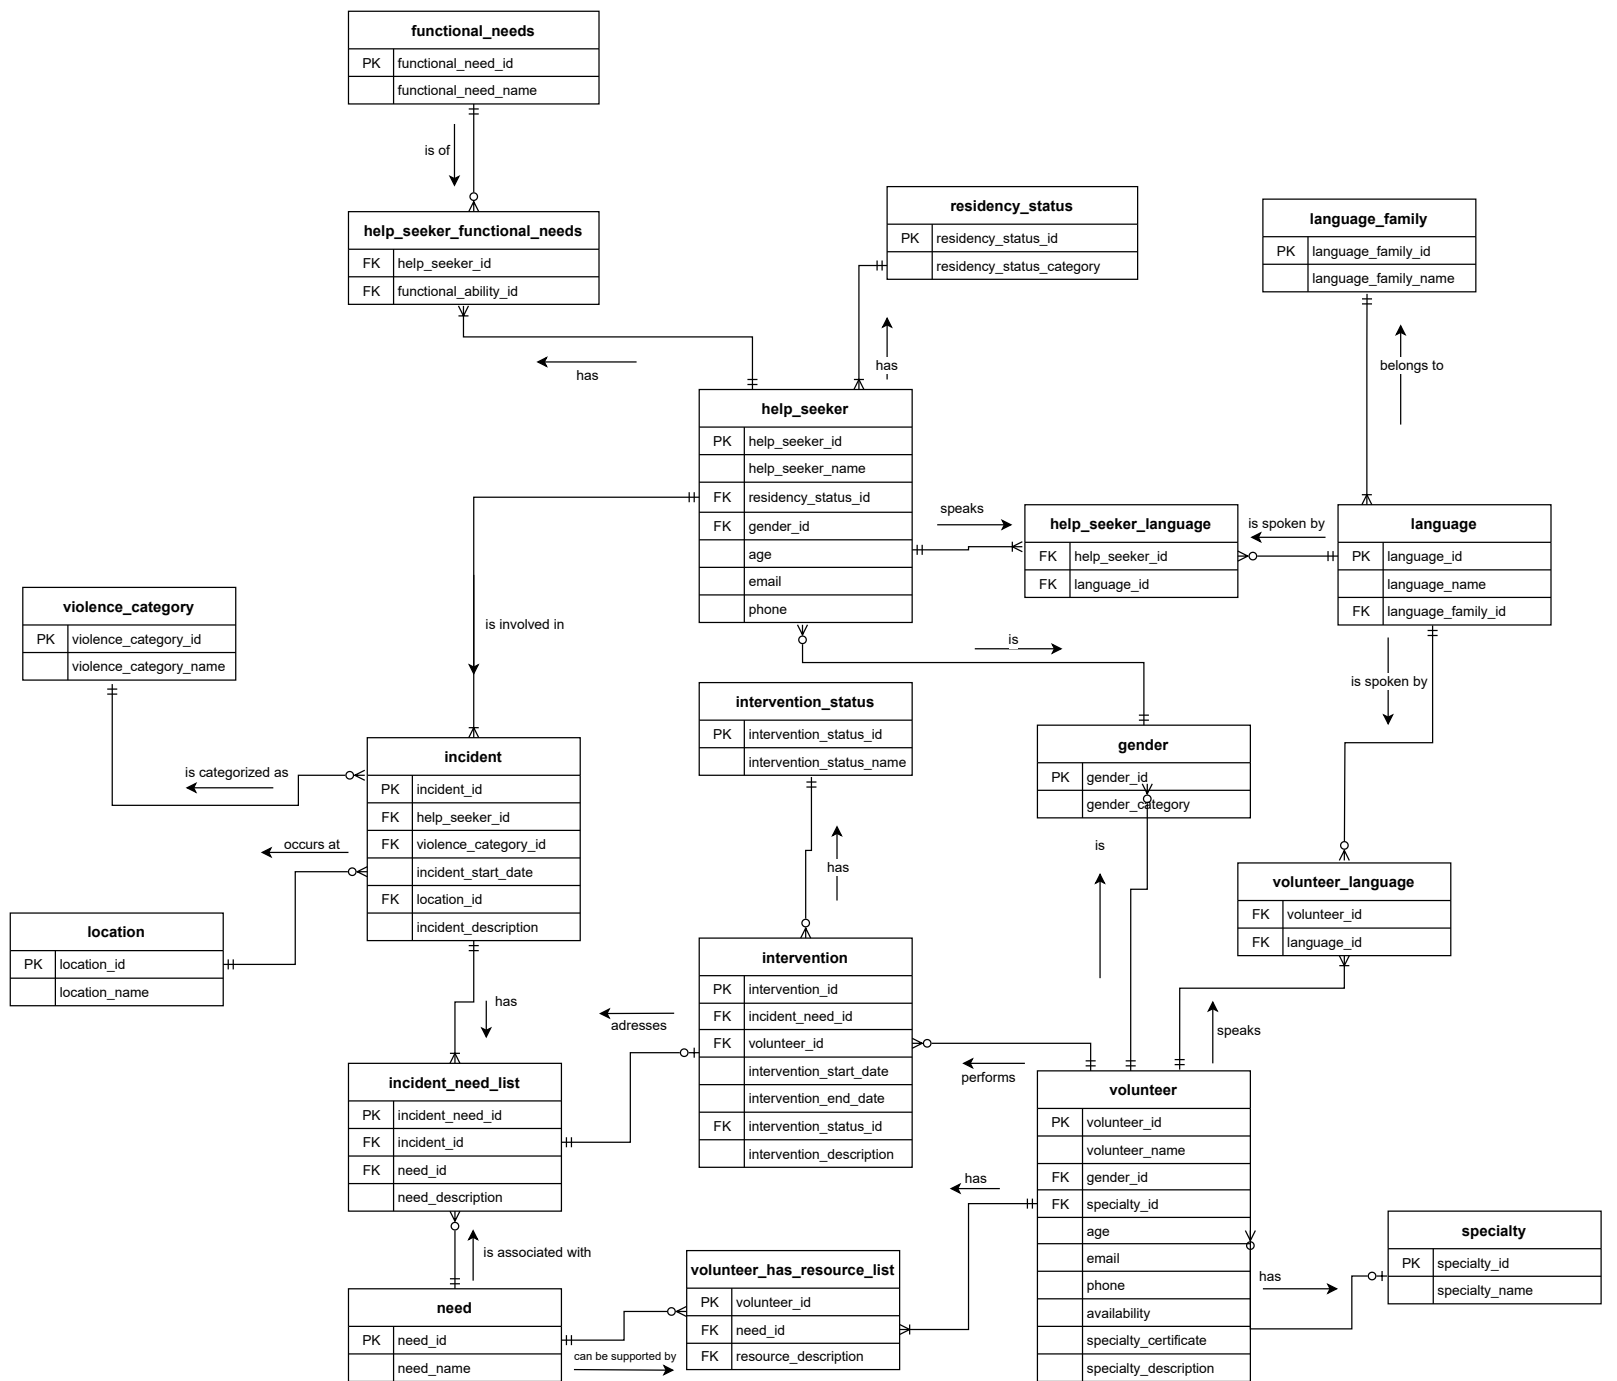 functional_needs
PK functional_need_id
functional_need_name
is of
help_seeker_functional_needs
FK help_seeker_id
FK functional_ability_id
has
residency_status
PK residency_status_id
residency_status_category
has
language_family
PK language_family_id
language_family_name
belongs to
help_seeker
PK help_seeker_id
help_seeker_name
FK residency_status_id
FK gender_id
age
email
phone
speaks
help_seeker_language
FK help_seeker_id
FK language_id
is spoken by
language
PK language_id
language_name
FK language_family_id
is spoken by
is
is involved in
violence_category
PK violence_category_id
violence_category_name
is categorized as
incident
PK incident_id
FK help_seeker_id
FK violence_category_id
incident_start_date
FK location_id
incident_description
occurs at
location
PK location_id
location_name
has
intervention_status
PK intervention_status_id
intervention_status_name
has
gender
PK gender_id
gender_category
is
volunteer_language
FK volunteer_id
FK language_id
speaks
intervention
PK intervention_id
FK incident_need_id
FK volunteer_id
intervention_start_date
intervention_end_date
FK intervention_status_id
intervention_description
adresses
performs
incident_need_list
PK incident_need_id
FK incident_id
FK need_id
need_description
is associated with
need
PK need_id
need_name
can be supported by
volunteer_has_resource_list
PK volunteer_id
FK need_id
FK resource_description
has
volunteer
PK volunteer_id
volunteer_name
FK gender_id
FK specialty_id
age
email
phone
availability
specialty_certificate
specialty_description
has
specialty
PK specialty_id
specialty_name